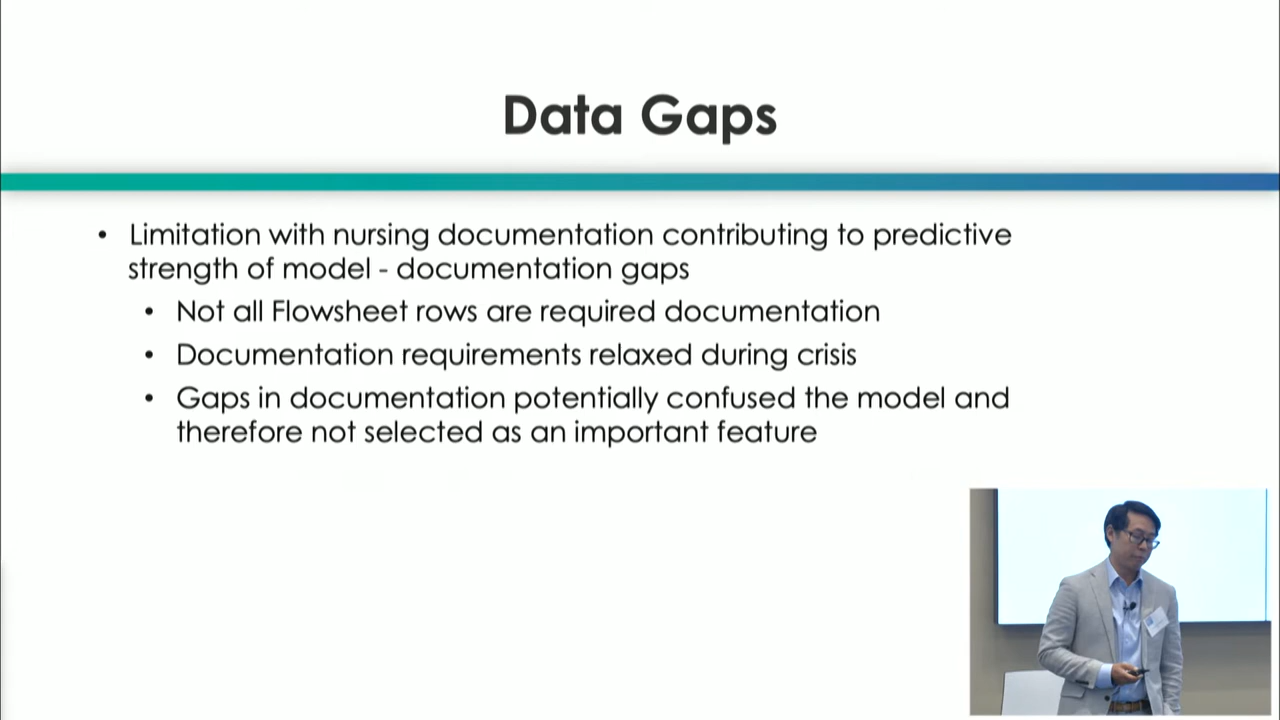 Data Gaps
• Limitation with nursing documentation contributing to predictive
strength of model - documentation gaps
• Not all Flowsheet rows are required documentation
• Documentation requirements relaxed during crisis
• Gaps in documentation potentially confused the model and
therefore not selected as an important feature